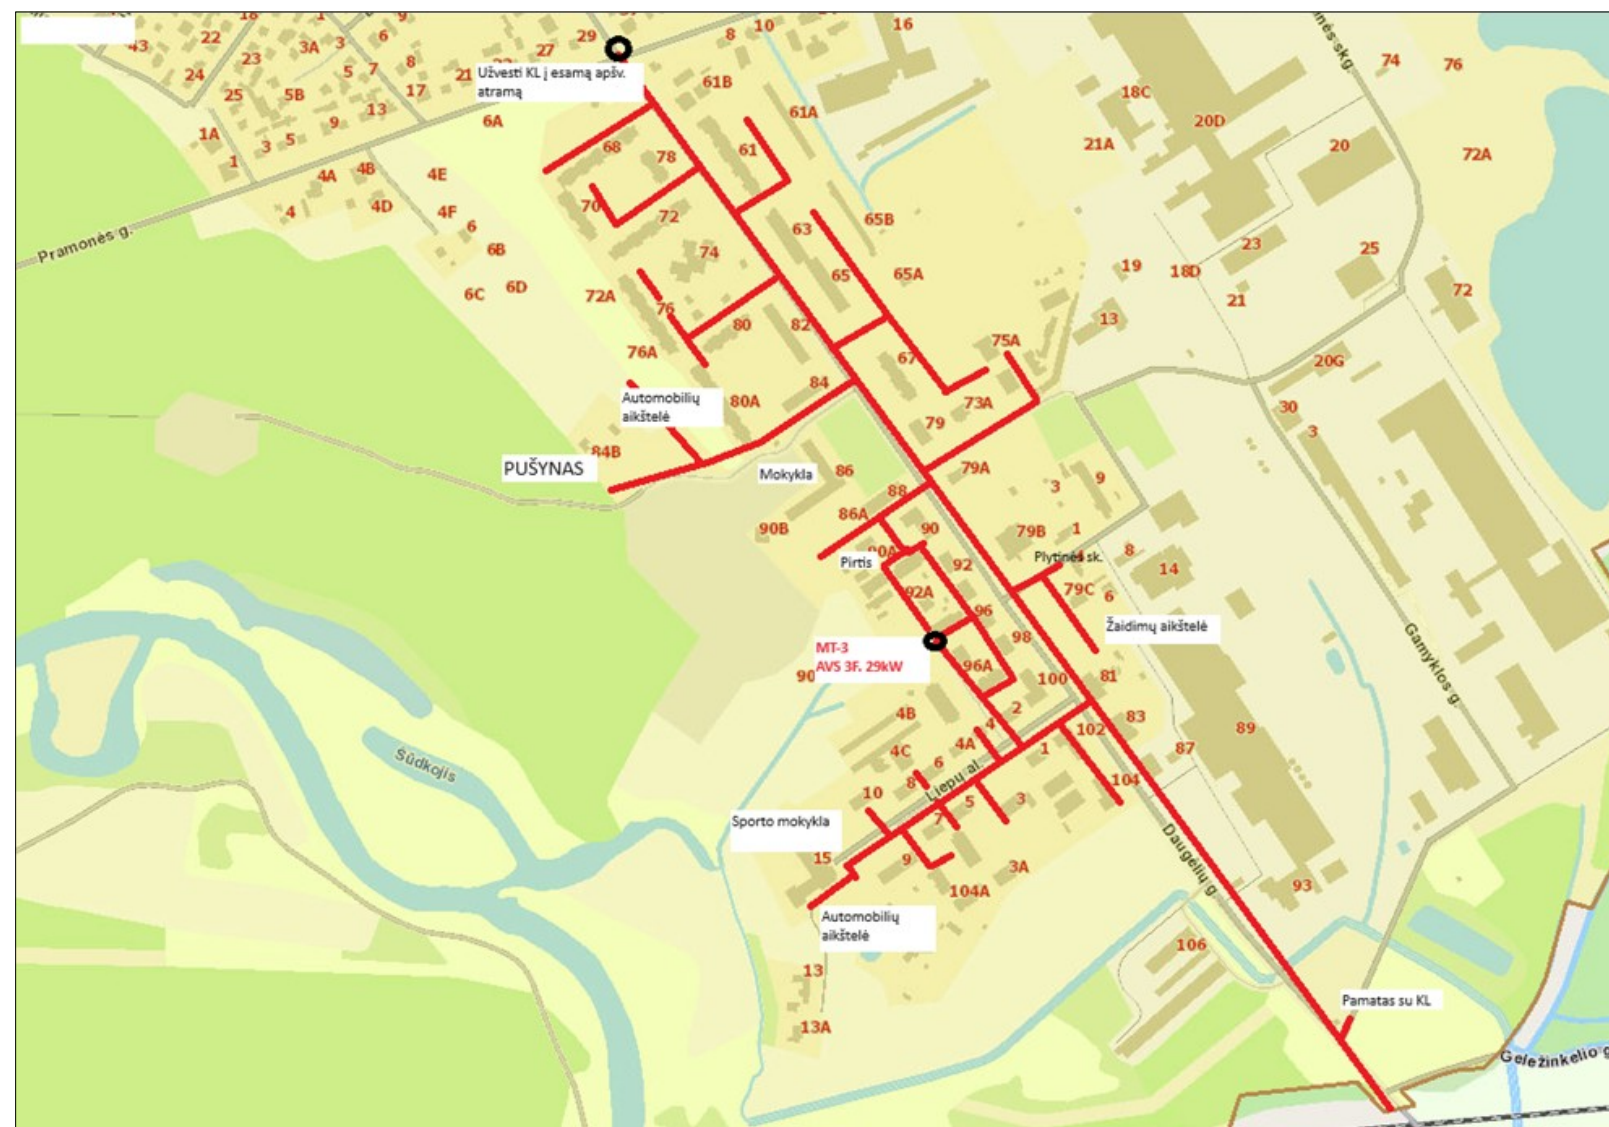 18
1
9
16
10
8
29
27
6
3
3A
22
43
23
24
25
5B
5
7
8
17
13
21
9
5
3
1A
1
6A
Užvesti KL į esamą apšv.
atramą
61B
61A
61
68
78
70
72
74
72A
76
76A
80
82
84
80A
63
65
65B
65A
67
75A
73A
79
79A
18C
21A
20D
20
74
76
72A
23
25
19
18D
21
13
72
20G
30
3
4A
4B
4
4D
4E
4F
6
6B
6C
6D
Pramonės g.
Automobilių
aikštelė
84B
PUŠYNAS
Mokykla
86
88
86A
90B
90
90A
Pirtis
92
92A
96
98
96A
100
MT-3
AVS 3F. 29kW
90
3
9
79B
1
Plytinės sk.
8
14
79C
6
Žaidimų aikštelė
81
83
87
89
102
104
Gamyklos g.
4B
4C
4A
4
2
1
6
8
10
Liepų al.
5
3
7
9
3A
104A
Sporto mokykla
15
Automobilių
aikštelė
13
13A
Sūdkojis
Daugėlių g.
93
106
Pamatas su KL
Geležinkelio g